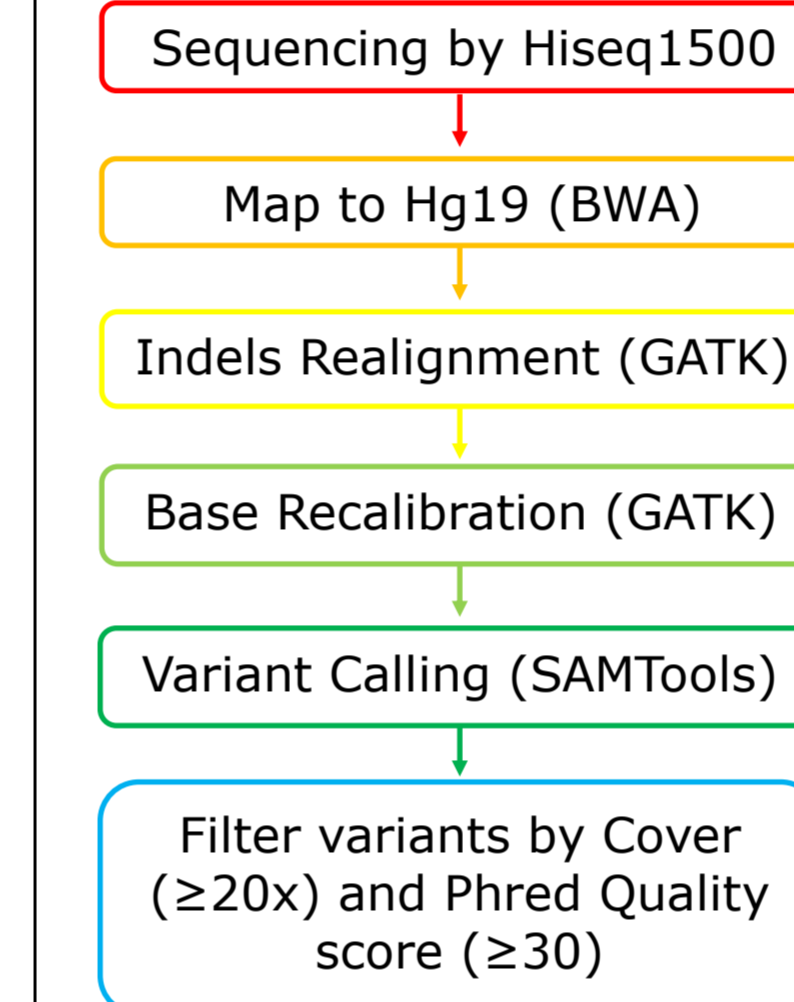 Sequencing by Hiseq1500
Map to Hg19 (BWA)
Indels Realignment (GATK)
Base Recalibration (GATK)
Variant Calling (SAMTools)
Filter variants by Cover
(≥20x) and Phred Quality
score (≥30)